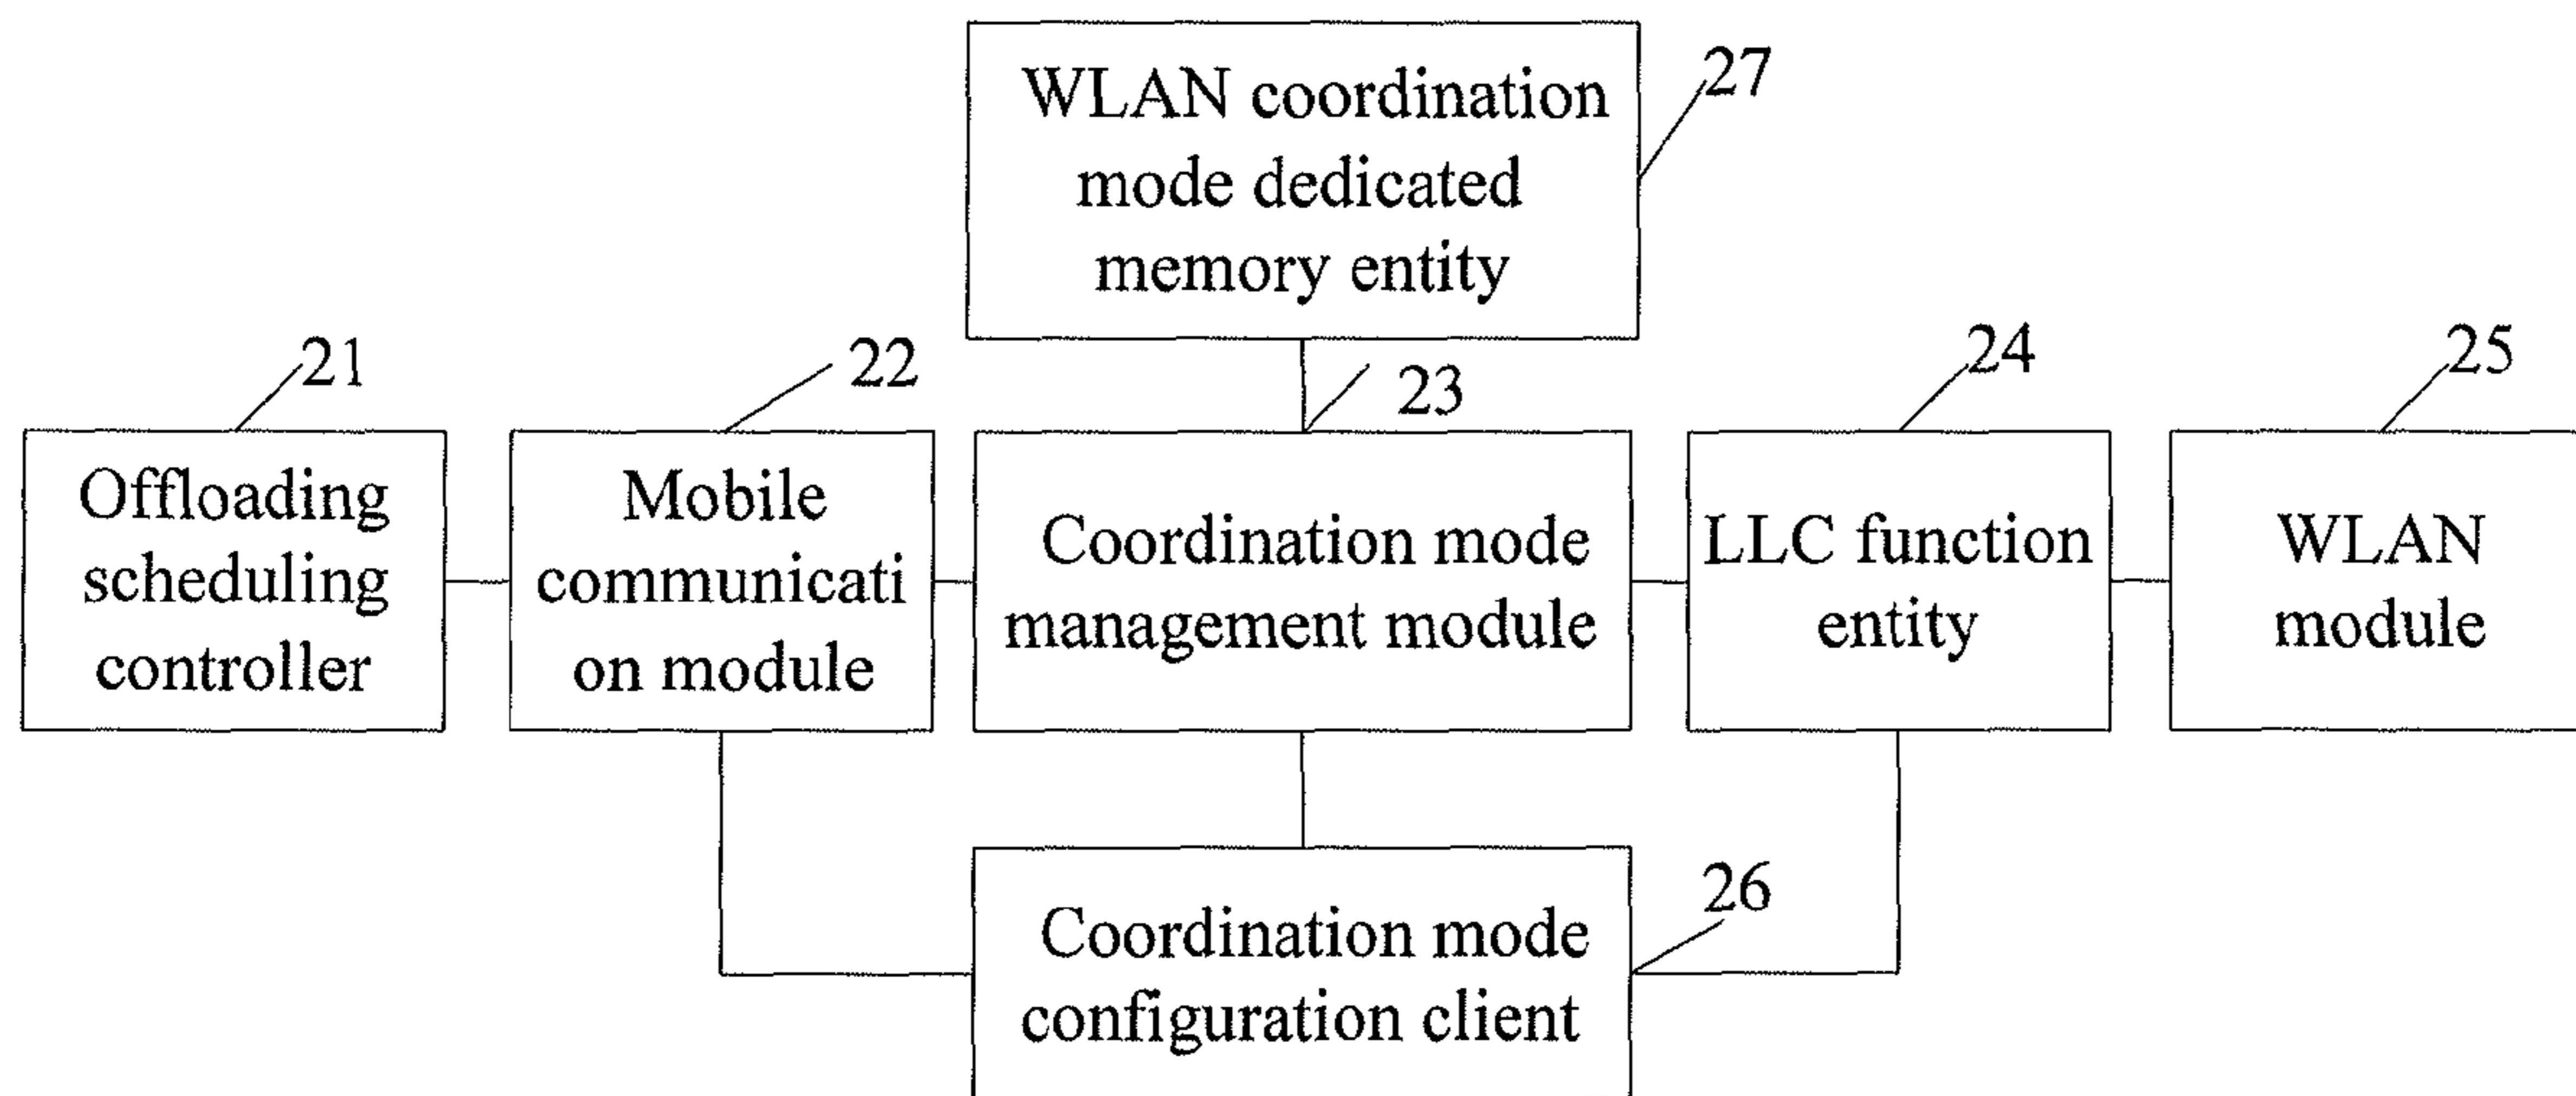 WLAN coordination
mode dedicated
memory entity
27
21
22
23
24
25
Offloading
scheduling
controller
Mobile
communicati
on module
Coordination mode
management module
LLC function
entity
WLAN
module
26
Coordination mode
configuration client